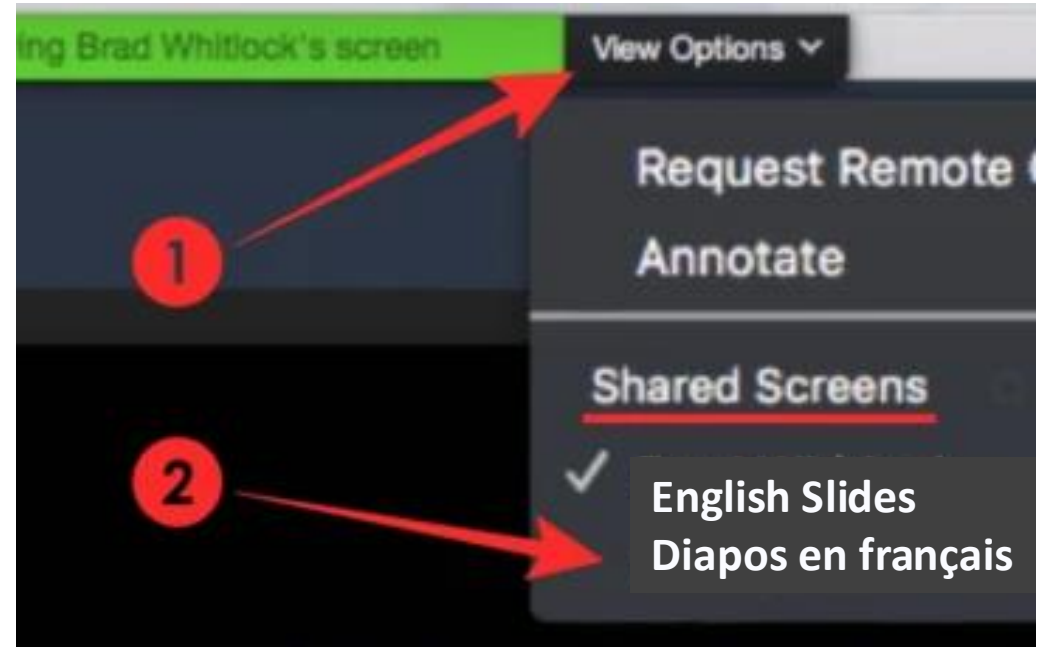 ing Brad Whitlock's screen
View Options
Request Remote
Annotate
1
Shared Screens
2
English Slides
Diapos en français